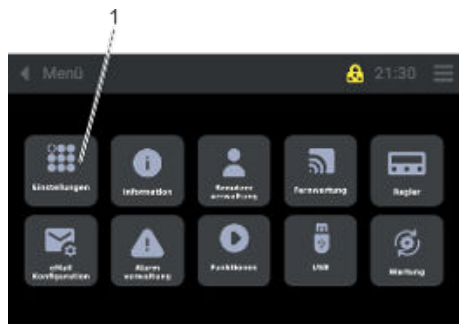 1
Menü
21:30
Einstellungen
Information
Benutzer
verwaltung
Fernwartung
Regler
eMail
Konfiguration
Alarm
verwaltung
Funktionen
USB
Wartung